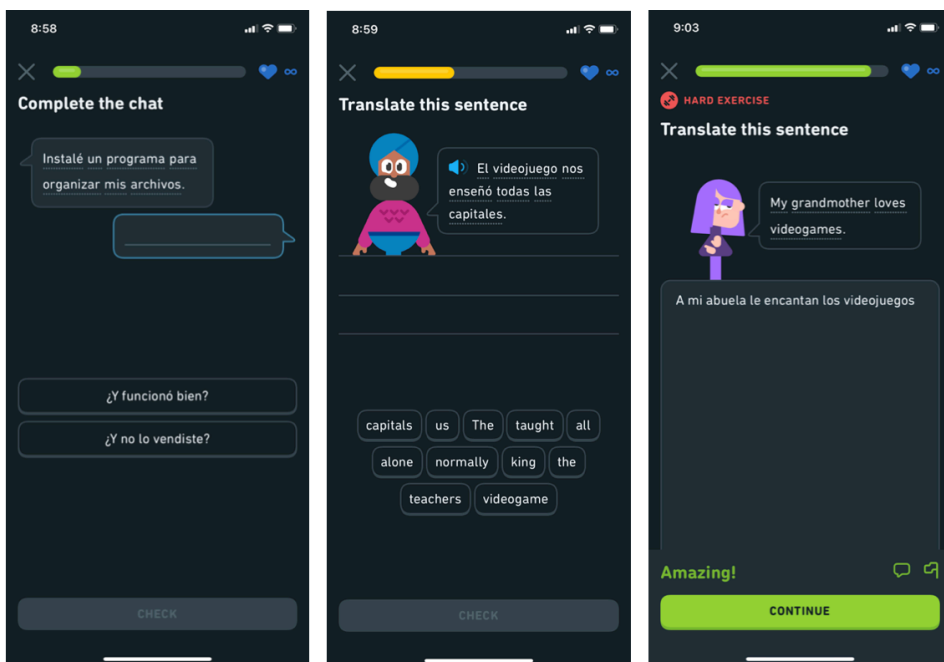 8:58
∞
Complete the chat
Instalé un programa para
organizar mis archivos.
¿Y funcionó bien?
¿Y no lo vendiste?
CHECK
8:59
∞
Translate this sentence
El videojuego nos
enseñó todas las
capitales.
capitals us The taught all
alone normally king the
teachers videogame
CHECK
9:03
∞
HARD EXERCISE
Translate this sentence
My grandmother loves
videogames.
A mi abuela le encantan los videojuegos
Amazing!
CONTINUE